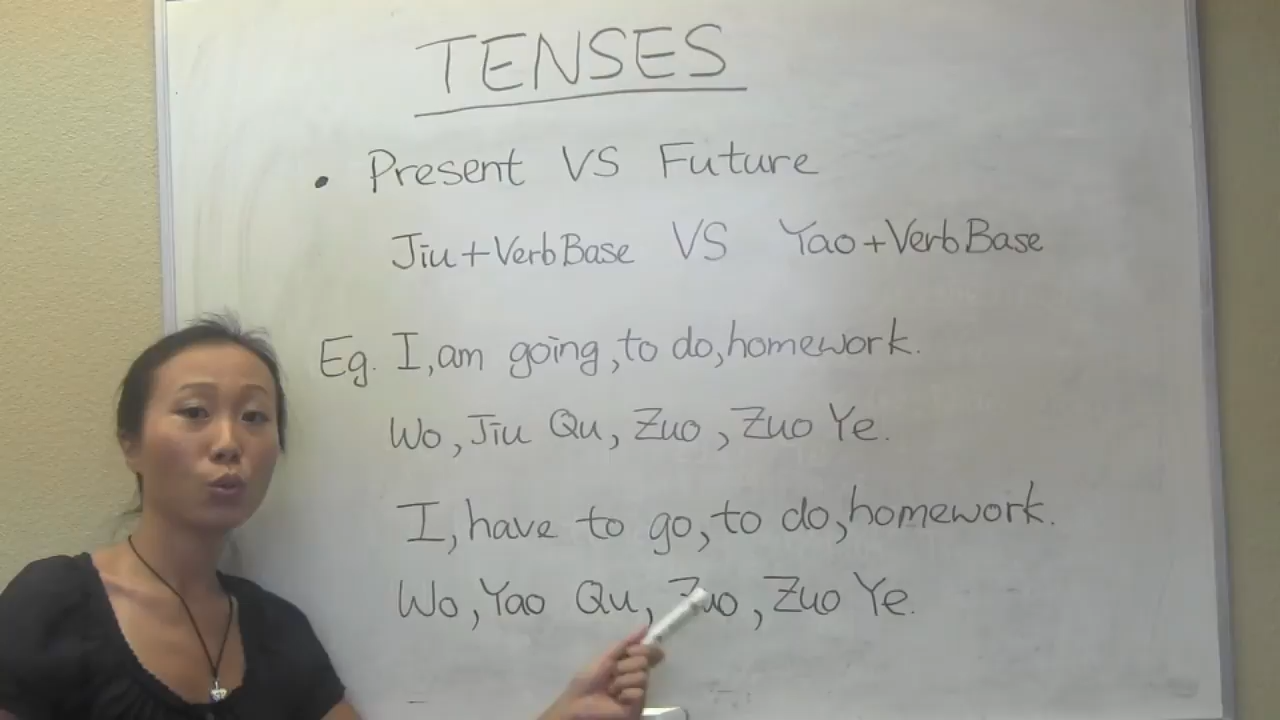 TENSES
• Present VS Future
Jiu+Verb Base VS Yao+Verb Base
Eg. I, am going, to do, homework.
Wo, Jiu Qu, Zuo, Zuo Ye.
I, have to go, to do, homework.
Wo, Yao Qu, Zuo, Zuo Ye.